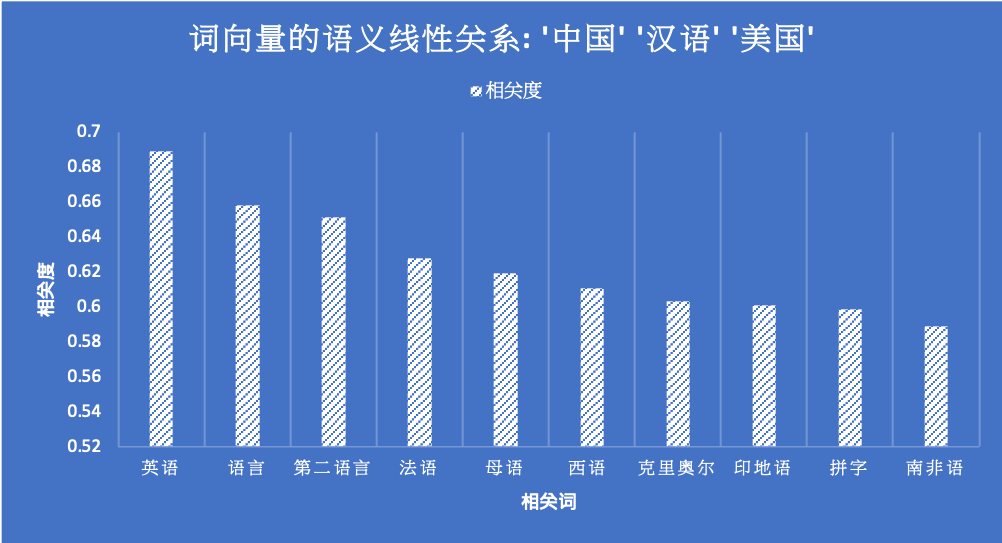 词向量的语义线性关系: '中国' '汉语' '美国'
相关度
0.7
0.68
0.66
0.64
0.62
0.6
0.58
0.56
0.54
0.52
相关度
英语 语言 第二语言 法语 母语 西语 克里奥尔 印地语 拼字 南非语
相关词